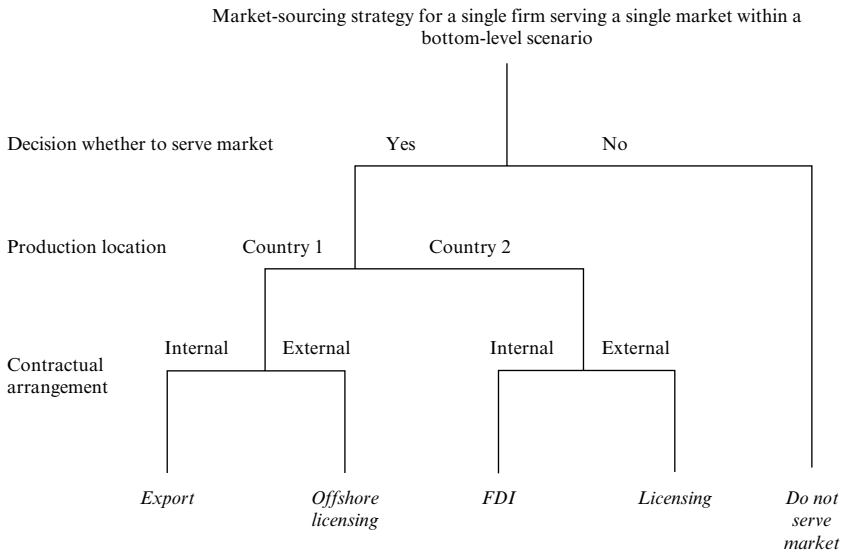 Market-sourcing strategy for a single firm serving a single market within a
bottom-level scenario
Decision whether to serve market
Yes
No
Production location
Country 1
Country 2
Contractual
arrangement
Internal
External
Internal
External
Export
Offshore
licensing
FDI
Licensing
Do not
serve
market